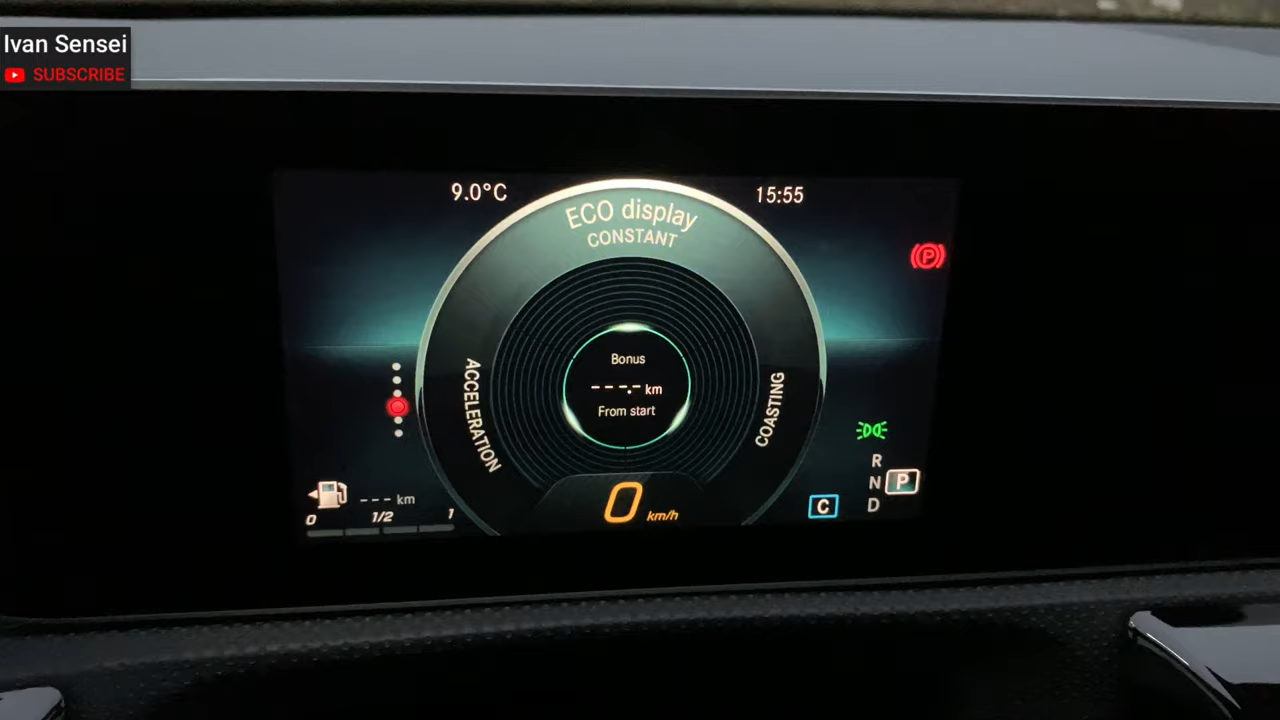 Ivan Sensei
SUBSCRIBE
9.0°C
15:55
ECO display
CONSTANT
ACCELERATION
COASTING
Bonus
---.- km
From start
--- km
0 1/2 1
0 km/h
C
R
N
D
P
(P)